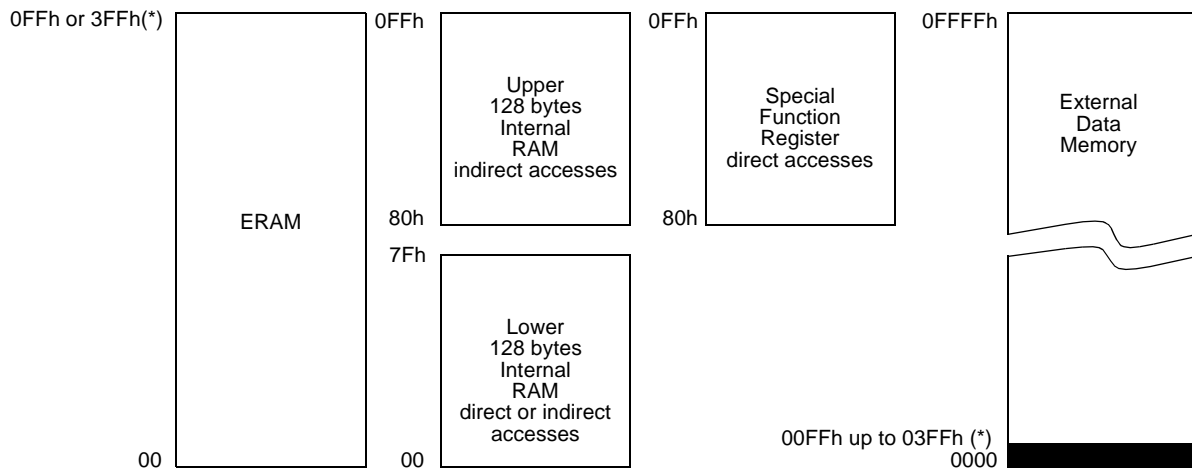 0FFh or 3FFh(*)
ERAM
00
0FFh
Upper
128 bytes
Internal
RAM
indirect accesses
80h
7Fh
Lower
128 bytes
Internal
RAM
direct or indirect
accesses
00
0FFh
Special
Function
Register
direct accesses
80h
0FFFFh
External
Data
Memory
00FFh up to 03FFh (*)
0000